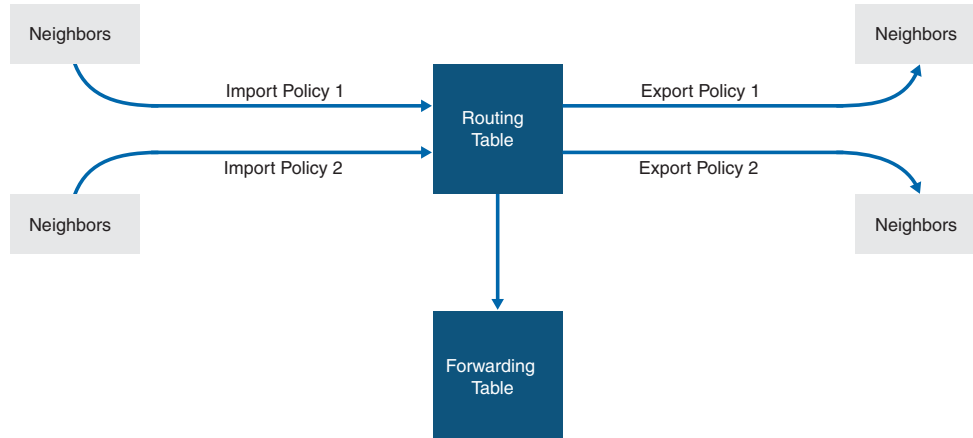 Neighbors
Neighbors
Import Policy 1
Export Policy 1
Routing
Table
Import Policy 2
Export Policy 2
Neighbors
Neighbors
Forwarding
Table